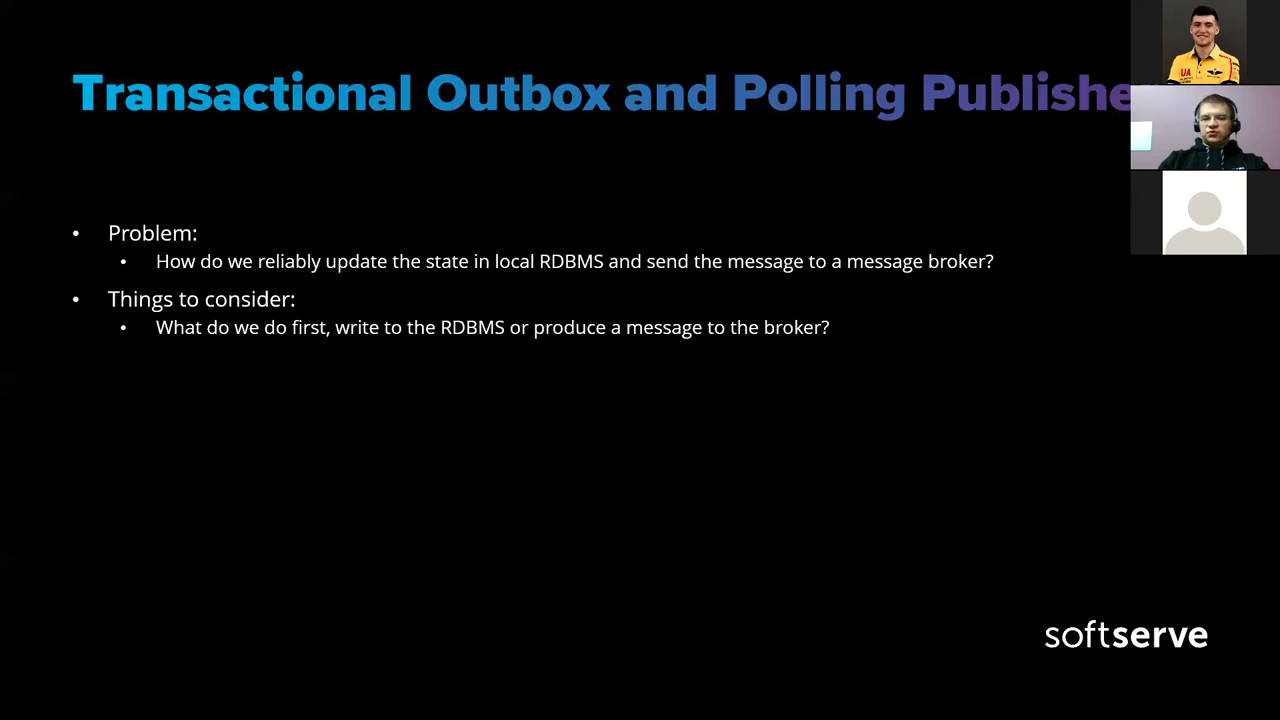 Transactional Outbox and Polling Publishe
• Problem:
• How do we reliably update the state in local RDBMS and send the message to a message broker?
• Things to consider:
• What do we do first, write to the RDBMS or produce a message to the broker?
UA
softserve